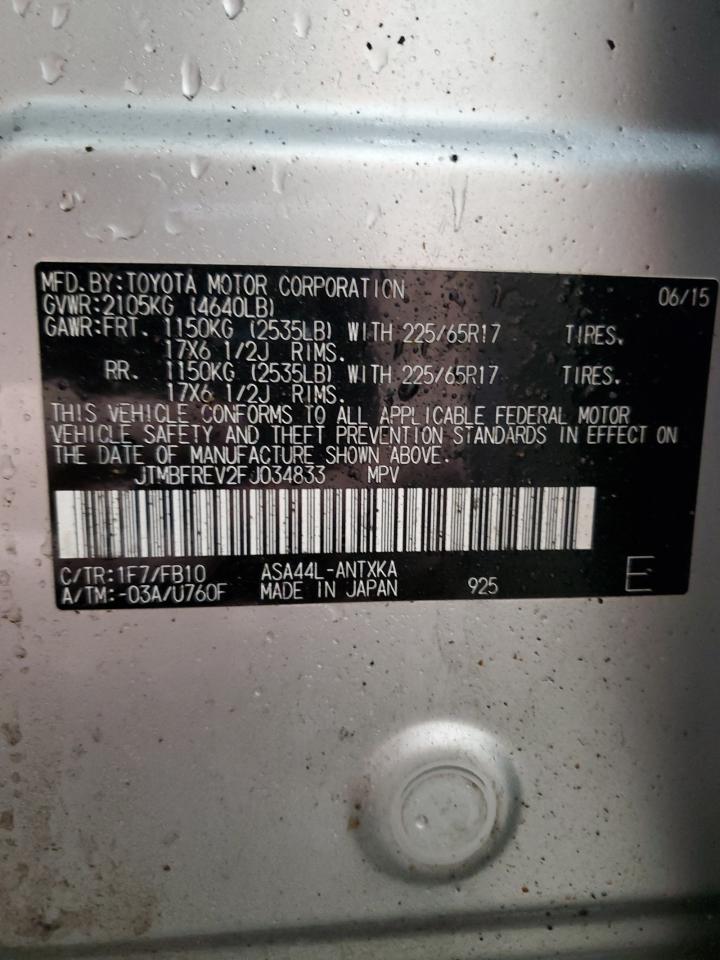 MFD.BY:TOYOTA MOTOR CORPORATION 06/15
GVWR:2105KG (4640LB)
GAWR:FRT. 1150KG (2535LB) WITH 225/65R17 TIRES,
17X6 1/2J RIMS.
RR. 1150KG (2535LB) WITH 225/65R17 TIRES,
17X6 1/2J RIMS.
THIS VEHICLE CONFORMS TO ALL APPLICABLE FEDERAL MOTOR
VEHICLE SAFETY AND THEFT PREVENTION STANDARDS IN EFFECT ON
THE DATE OF MANUFACTURE SHOWN ABOVE.
JTMBFREV2FJ034833 MPV
C/TR:1F7/FB10 ASA44L-ANTXKA
A/TM:-03A/U760F MADE IN JAPAN 925 E